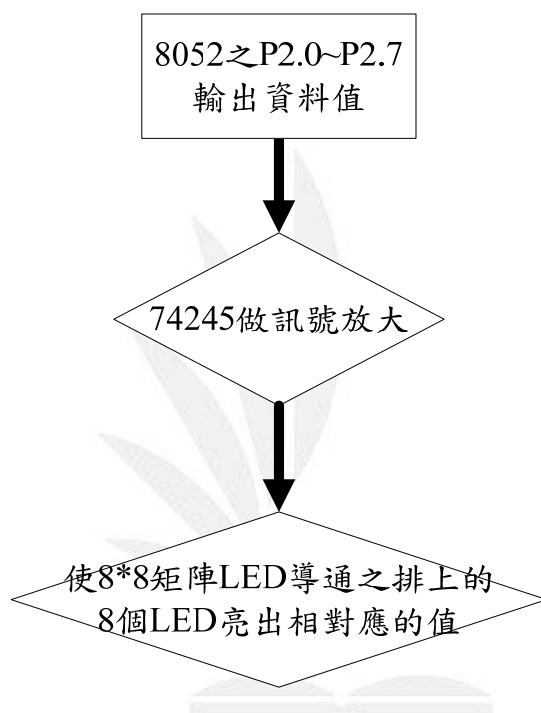 8052之P2.0~P2.7
輸出資料值
74245做訊號放大
使8*8矩陣LED導通之排上的
8個LED亮出相對應的值